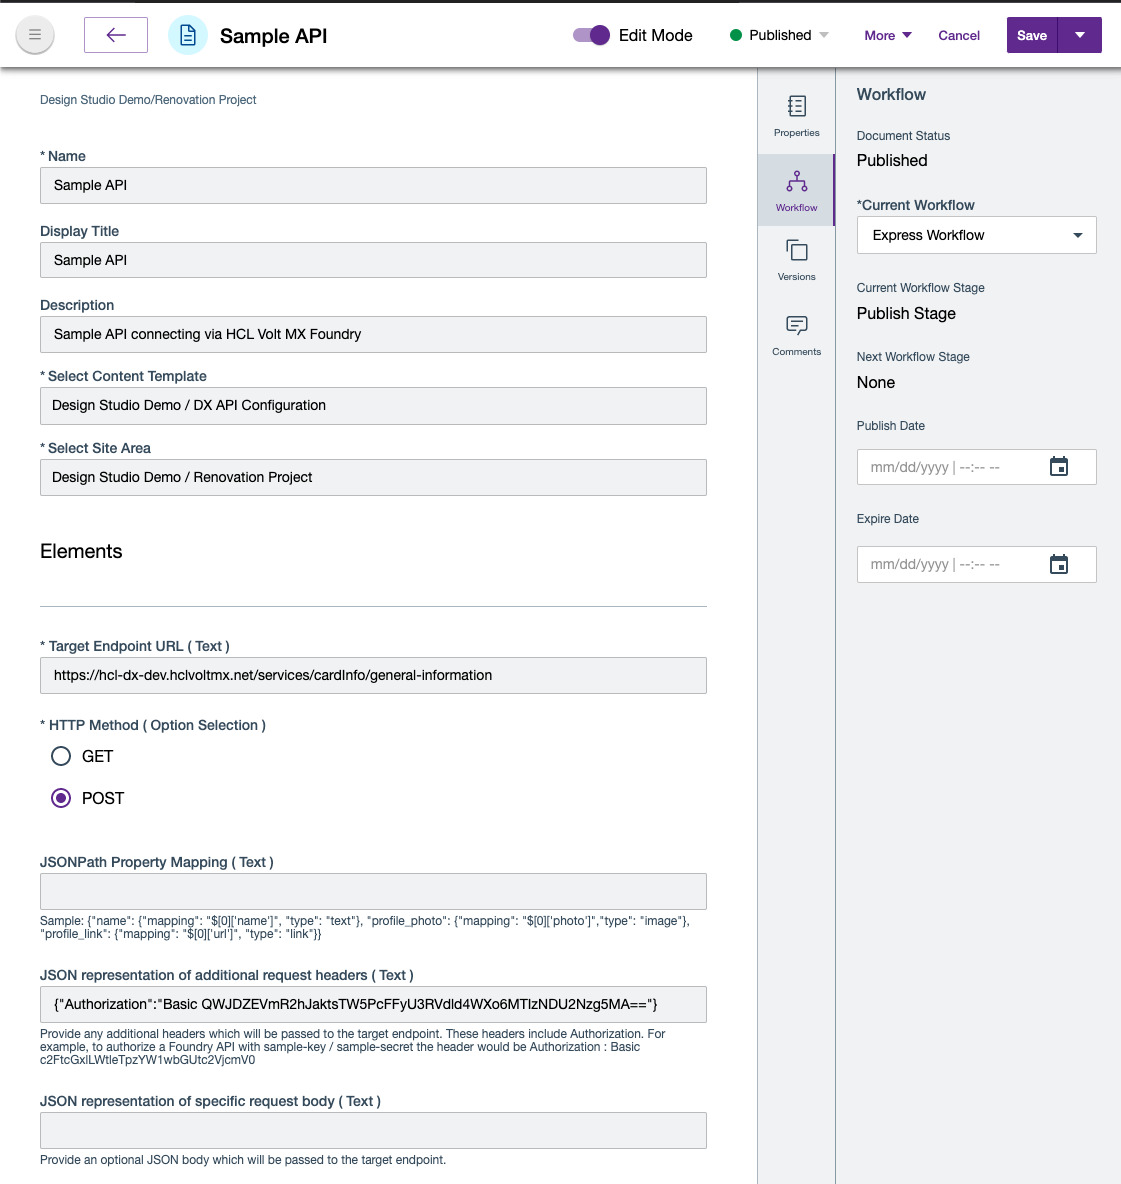 Sample API
Edit Mode
Published
More
Cancel
Save
Design Studio Demo/Renovation Project
* Name
Sample API
Display Title
Sample API
Description
Sample API connecting via HCL Volt MX Foundry
* Select Content Template
Design Studio Demo / DX API Configuration
* Select Site Area
Design Studio Demo / Renovation Project
Elements
* Target Endpoint URL ( Text )
https://hcl-dx-dev.hclvoltmx.net/services/cardInfo/general-information
* HTTP Method ( Option Selection )
GET
POST
JSONPath Property Mapping ( Text )
Sample: {"name": {"mapping": "$[0]['name']", "type": "text"}, "profile_photo": {"mapping": "$[0]['photo']","type": "image"},
"profile_link": {"mapping": "$[0]['url']", "type": "link"}}
JSON representation of additional request headers ( Text )
{"Authorization":"Basic QWJDZEVmR2hJaktsTW5PcFFyU3RVdld4WXo6MTIzNDU2Nzg5MA=="}
Provide any additional headers which will be passed to the target endpoint. These headers include Authorization. For
example, to authorize a Foundry API with sample-key / sample-secret the header would be Authorization : Basic
c2FtcGxlLWtleTpzYW1wbGUtc2VjcmV0
JSON representation of specific request body ( Text )
Provide an optional JSON body which will be passed to the target endpoint.
Properties
Workflow
Versions
Comments
Workflow
Document Status
Published
*Current Workflow
Express Workflow
Current Workflow Stage
Publish Stage
Next Workflow Stage
None
Publish Date
mm/dd/yyyy | --:-- --
Expire Date
mm/dd/yyyy | --:-- --